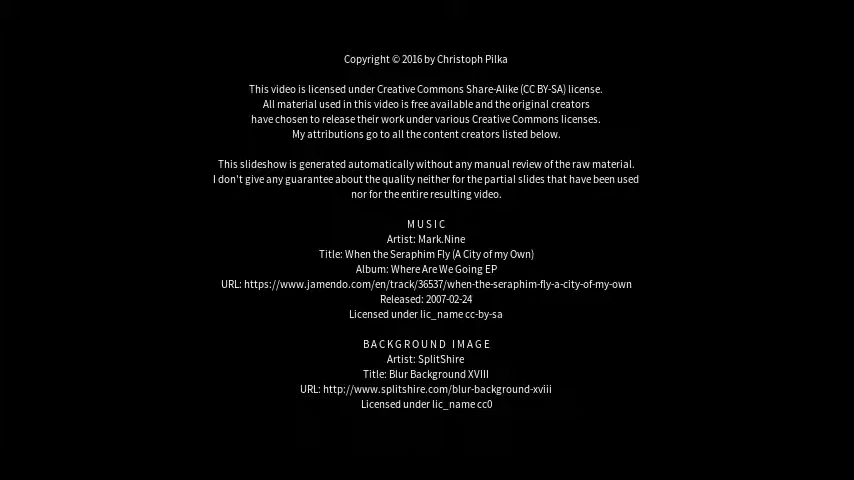 Copyright © 2016 by Christoph Pilka
This video is licensed under Creative Commons Share-Alike (CC BY-SA) license.
All material used in this video is free available and the original creators
have chosen to release their work under various Creative Commons licenses.
My attributions go to all the content creators listed below.
This slideshow is generated automatically without any manual review of the raw material.
I don't give any guarantee about the quality neither for the partial slides that have been used
nor for the entire resulting video.
M U S I C
Artist: Mark.Nine
Title: When the Seraphim Fly (A City of my Own)
Album: Where Are We Going EP
URL: https://www.jamendo.com/en/track/36537/when-the-seraphim-fly-a-city-of-my-own
Released: 2007-02-24
Licensed under lic_name cc-by-sa
B A C K G R O U N D   I M A G E
Artist: SplitShire
Title: Blur Background XVIII
URL: http://www.splitshire.com/blur-background-xviii
Licensed under lic_name cc0